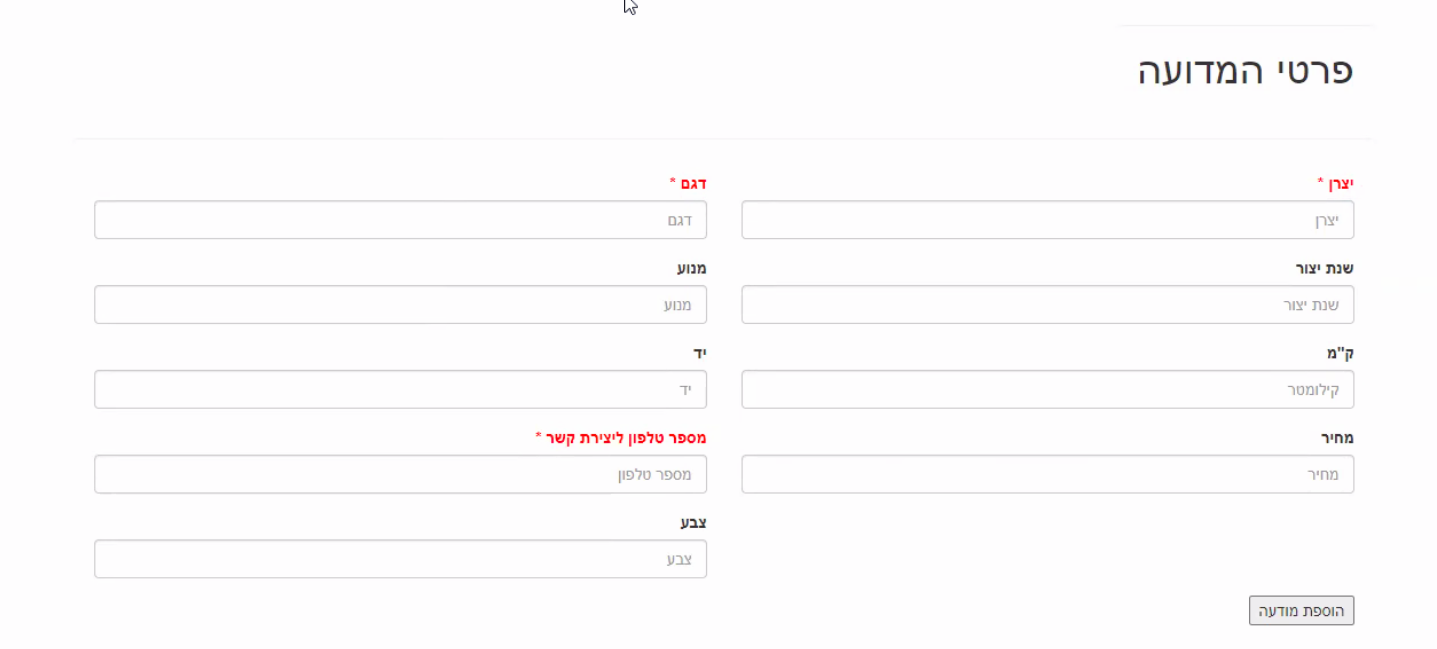 פרטי המדועה
יצרן *
דגם *
יצרן
דגם
שנת יצור
מנוע
שנת יצור
מנוע
ק"מ
יד
קילומטר
יד
מחיר
מספר טלפון ליצירת קשר *
מחיר
מספר טלפון
צבע
צבע
הוספת מודעה